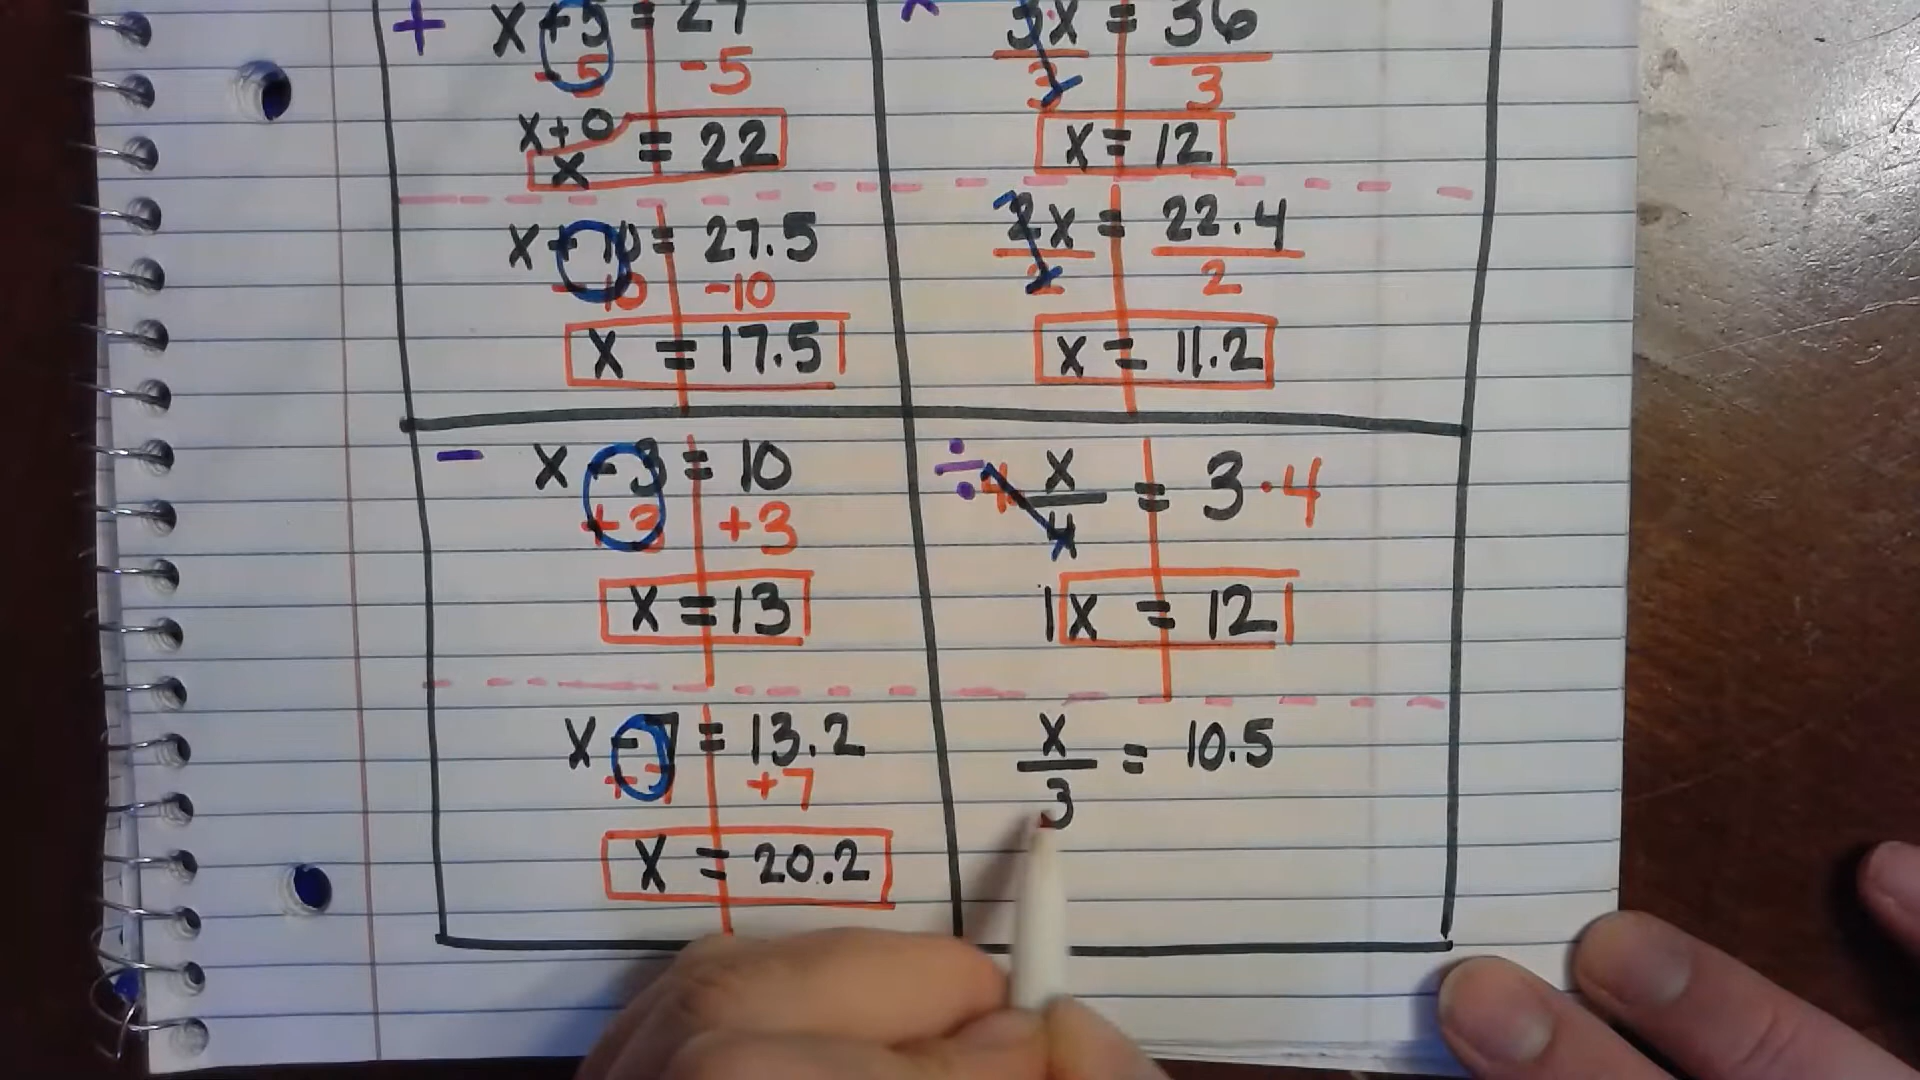 + x +5 = 27
-5 -5
x+0
x = 22
x + 10 = 27.5
-10 -10
x = 17.5
3x = 36
3 3
x = 12
2x = 22.4
2 2
x = 11.2
- x - 3 = 10
+3 +3
x = 13
x - 7 = 13.2
+7 +7
x = 20.2
÷ 4 x = 3 · 4
4
1x = 12
x = 10.5
3